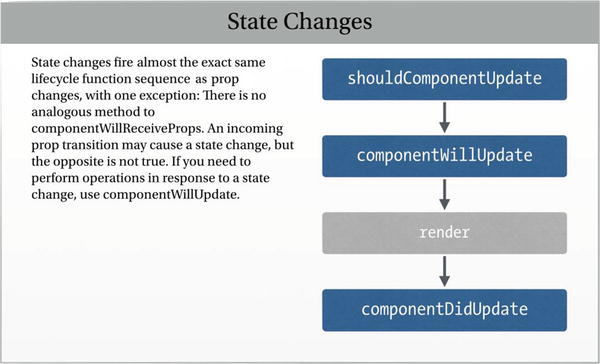 State Changes
State changes fire almost the exact same
lifecycle function sequence as prop
changes, with one exception: There is no
analogous method to
componentWillReceiveProps. An incoming
prop transition may cause a state change, but
the opposite is not true. If you need to
perform operations in response to a state
change, use componentWillUpdate.
shouldComponentUpdate
componentWillUpdate
render
componentDidUpdate